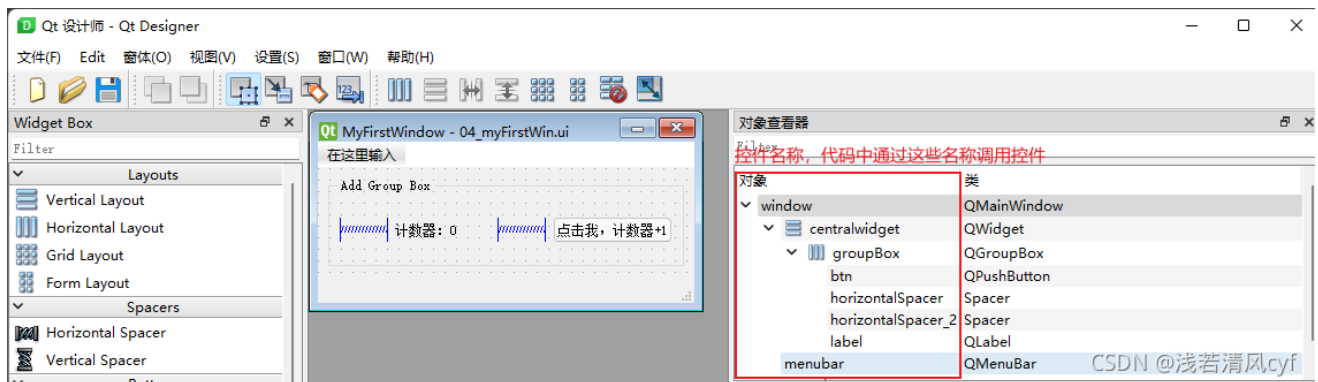 Qt 设计师 - Qt Designer
文件(F) Edit 窗体(O) 视图(V) 设置(S) 窗口(W) 帮助(H)
Widget Box
Filter
Layouts
Vertical Layout
Horizontal Layout
Grid Layout
Form Layout
Spacers
Horizontal Spacer
Vertical Spacer
MyFirstWindow - 04_myFirstWin.ui
在这里输入
Add Group Box
计数器：0
点击我，计数器+1
对象查看器
Filter
控件名称，代码中通过这些名称调用控件
对象 类
window QMainWindow
centralwidget QWidget
groupBox QGroupBox
btn QPushButton
horizontalSpacer Spacer
horizontalSpacer_2 Spacer
label QLabel
menubar QMenuBar
CSDN @浅若清风cyf